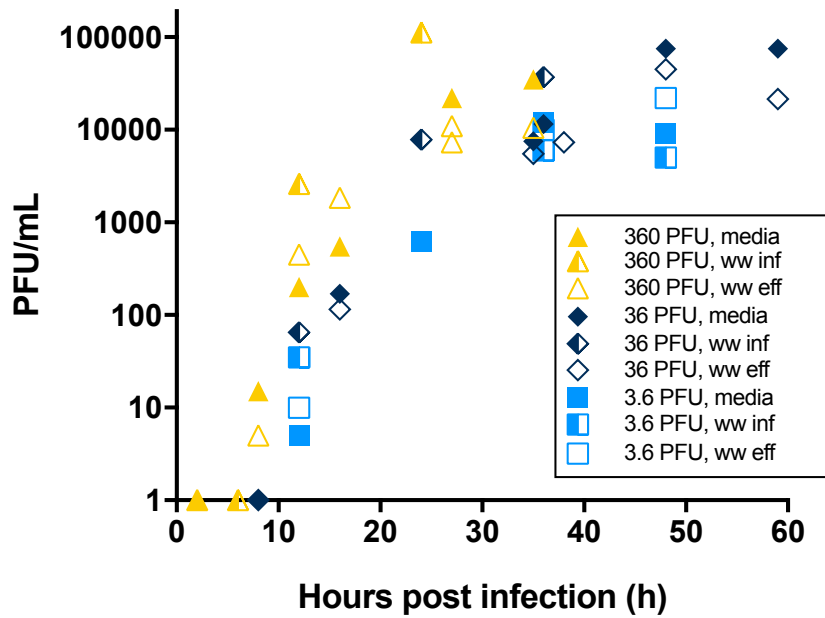 PFU/mL
100000
10000
1000
100
10
1
0
10
20
30
40
50
60
Hours post infection (h)
360 PFU, media
360 PFU, ww inf
360 PFU, ww eff
36 PFU, media
36 PFU, ww inf
36 PFU, ww eff
3.6 PFU, media
3.6 PFU, ww inf
3.6 PFU, ww eff